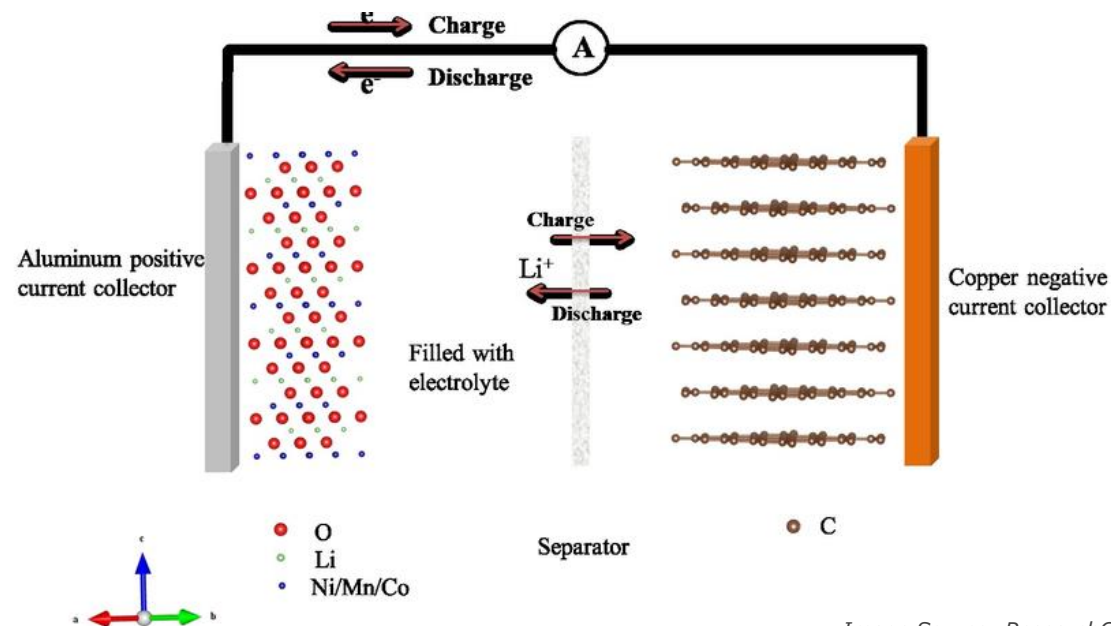 e
Charge
A
Discharge
e-
Charge
Li+
Discharge
Aluminum positive
current collector
Filled with
electrolyte
Copper negative
current collector
O
Li
Ni/Mn/Co
Separator
C
c
a
b